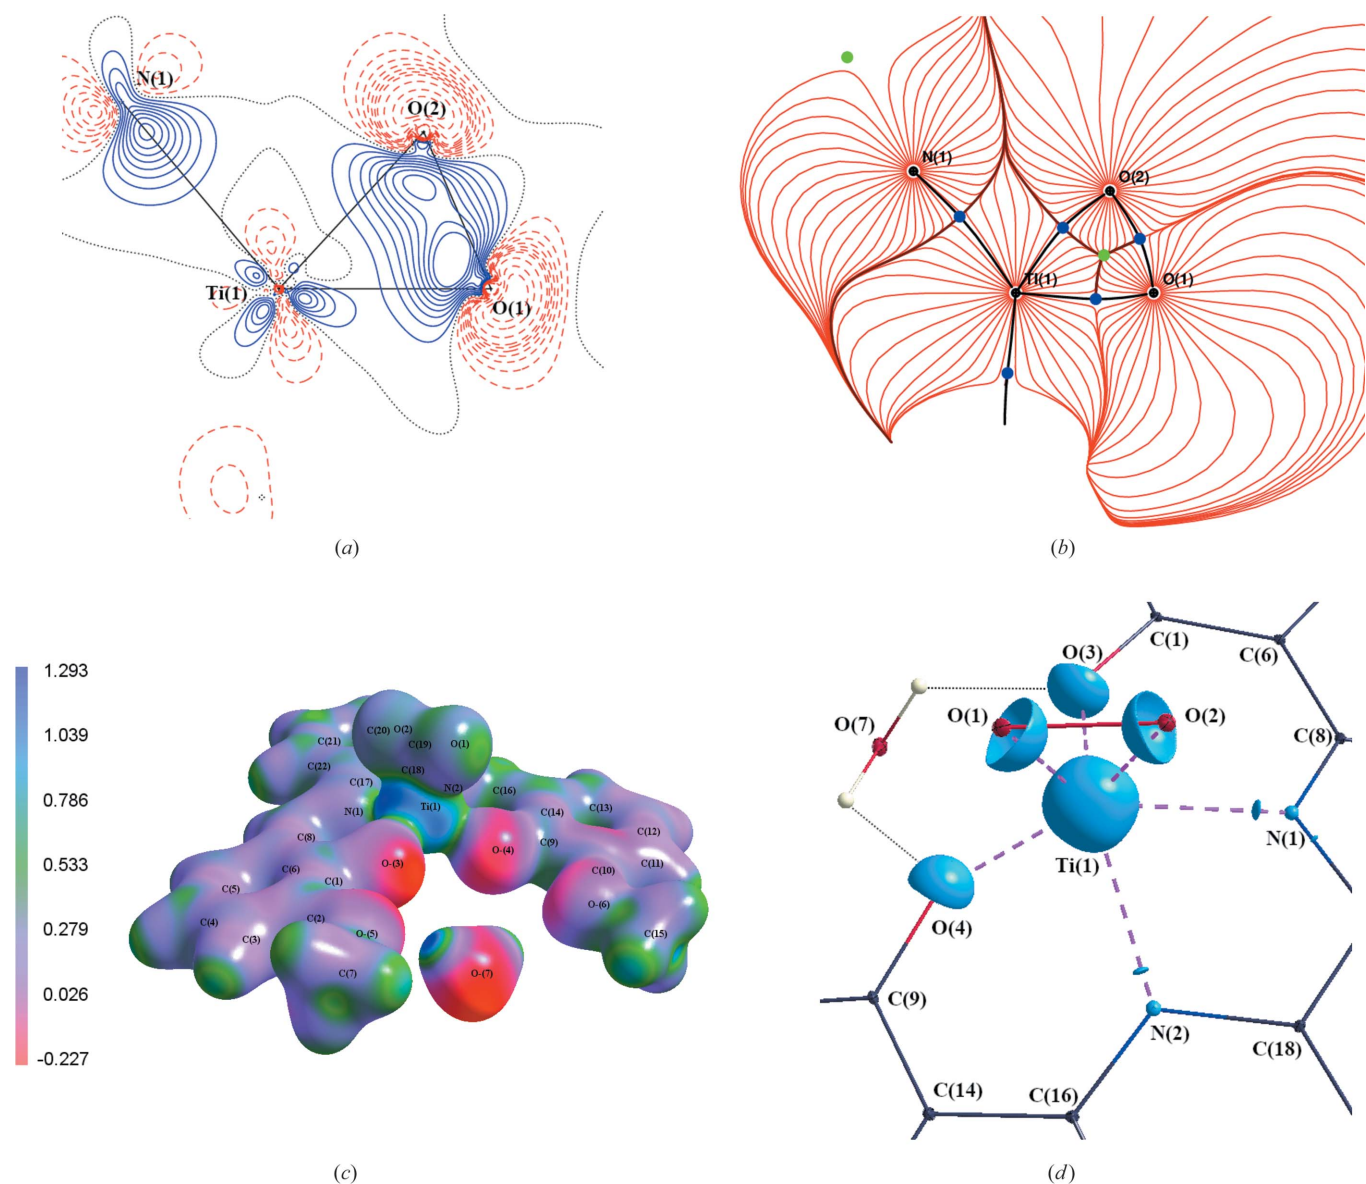 N(1)
O(2)
Ti(1)
O(1)
(a)
N(1)
O(2)
Ti(1)
O(1)
(b)
1.293
1.039
0.786
0.533
0.279
0.026
-0.227
C(20)
O(2)
C(21)
C(19)
O(1)
C(22)
C(18)
C(17)
N(2)
C(16)
C(13)
N(1)
Ti(1)
C(14)
C(12)
C(8)
C(9)
C(6)
O-(3)
O-(4)
C(11)
C(5)
C(1)
C(10)
C(4)
C(2)
O-(6)
C(3)
O-(5)
C(15)
C(7)
O-(7)
(c)
C(1)
O(3)
C(6)
O(1)
O(2)
O(7)
C(8)
N(1)
Ti(1)
O(4)
C(9)
N(2)
C(18)
C(14)
C(16)
(d)